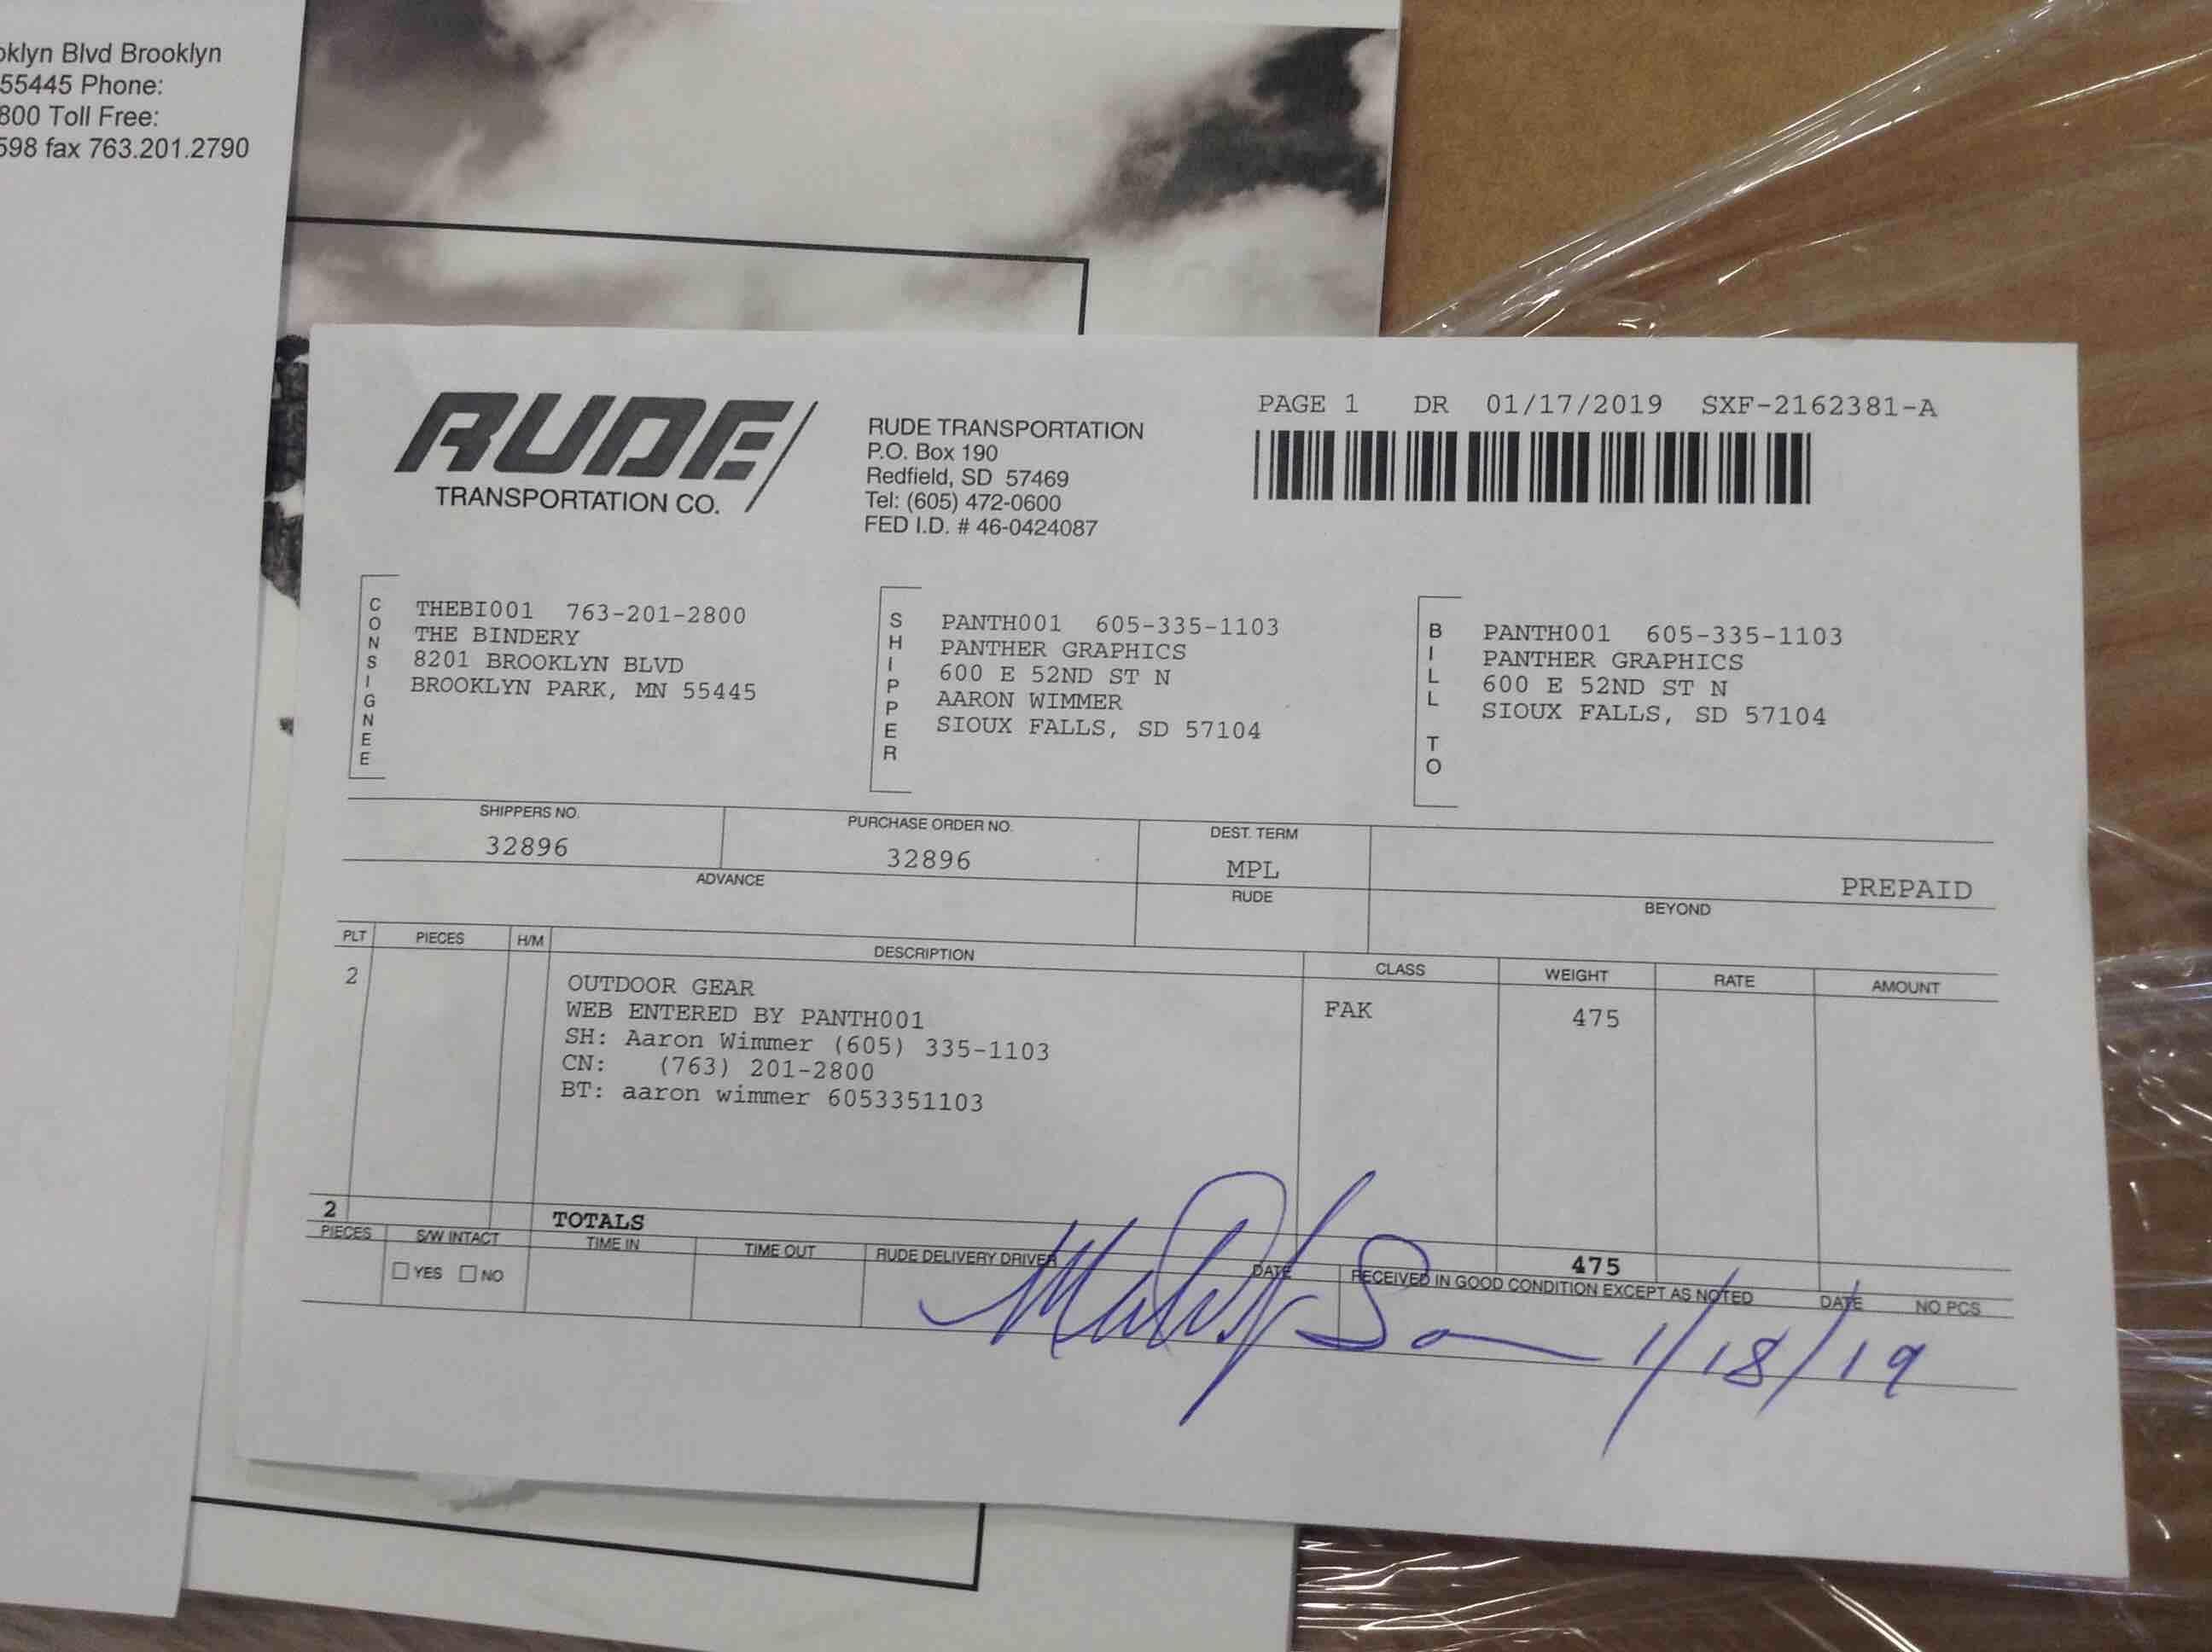 oklyn Blvd Brooklyn
55445 Phone:
800 Toll Free:
598 fax 763.201.2790
RUDE
TRANSPORTATION CO.
RUDE TRANSPORTATION
P.O. Box 190
Redfield, SD 57469
Tel: (605) 472-0600
FED I.D. # 46-0424087
PAGE 1 DR 01/17/2019 SXF-2162381-A
CONSIGNEE
THEBI001 763-201-2800
THE BINDERY
8201 BROOKLYN BLVD
BROOKLYN PARK, MN 55445
SHIPPER
PANTH001 605-335-1103
PANTHER GRAPHICS
600 E 52ND ST N
AARON WIMMER
SIOUX FALLS, SD 57104
BILL TO
PANTH001 605-335-1103
PANTHER GRAPHICS
600 E 52ND ST N
SIOUX FALLS, SD 57104
SHIPPERS NO. PURCHASE ORDER NO. DEST. TERM
32896 32896 MPL PREPAID
ADVANCE RUDE BEYOND
PLT PIECES H/M DESCRIPTION CLASS WEIGHT RATE AMOUNT
2 OUTDOOR GEAR FAK 475
WEB ENTERED BY PANTH001
SH: Aaron Wimmer (605) 335-1103
CN: (763) 201-2800
BT: aaron wimmer 6053351103
2 TOTALS 475
PIECES S/W INTACT TIME IN TIME OUT RUDE DELIVERY DRIVER DATE RECEIVED IN GOOD CONDITION EXCEPT AS NOTED DATE NO PCS
YES NO
1/18/19